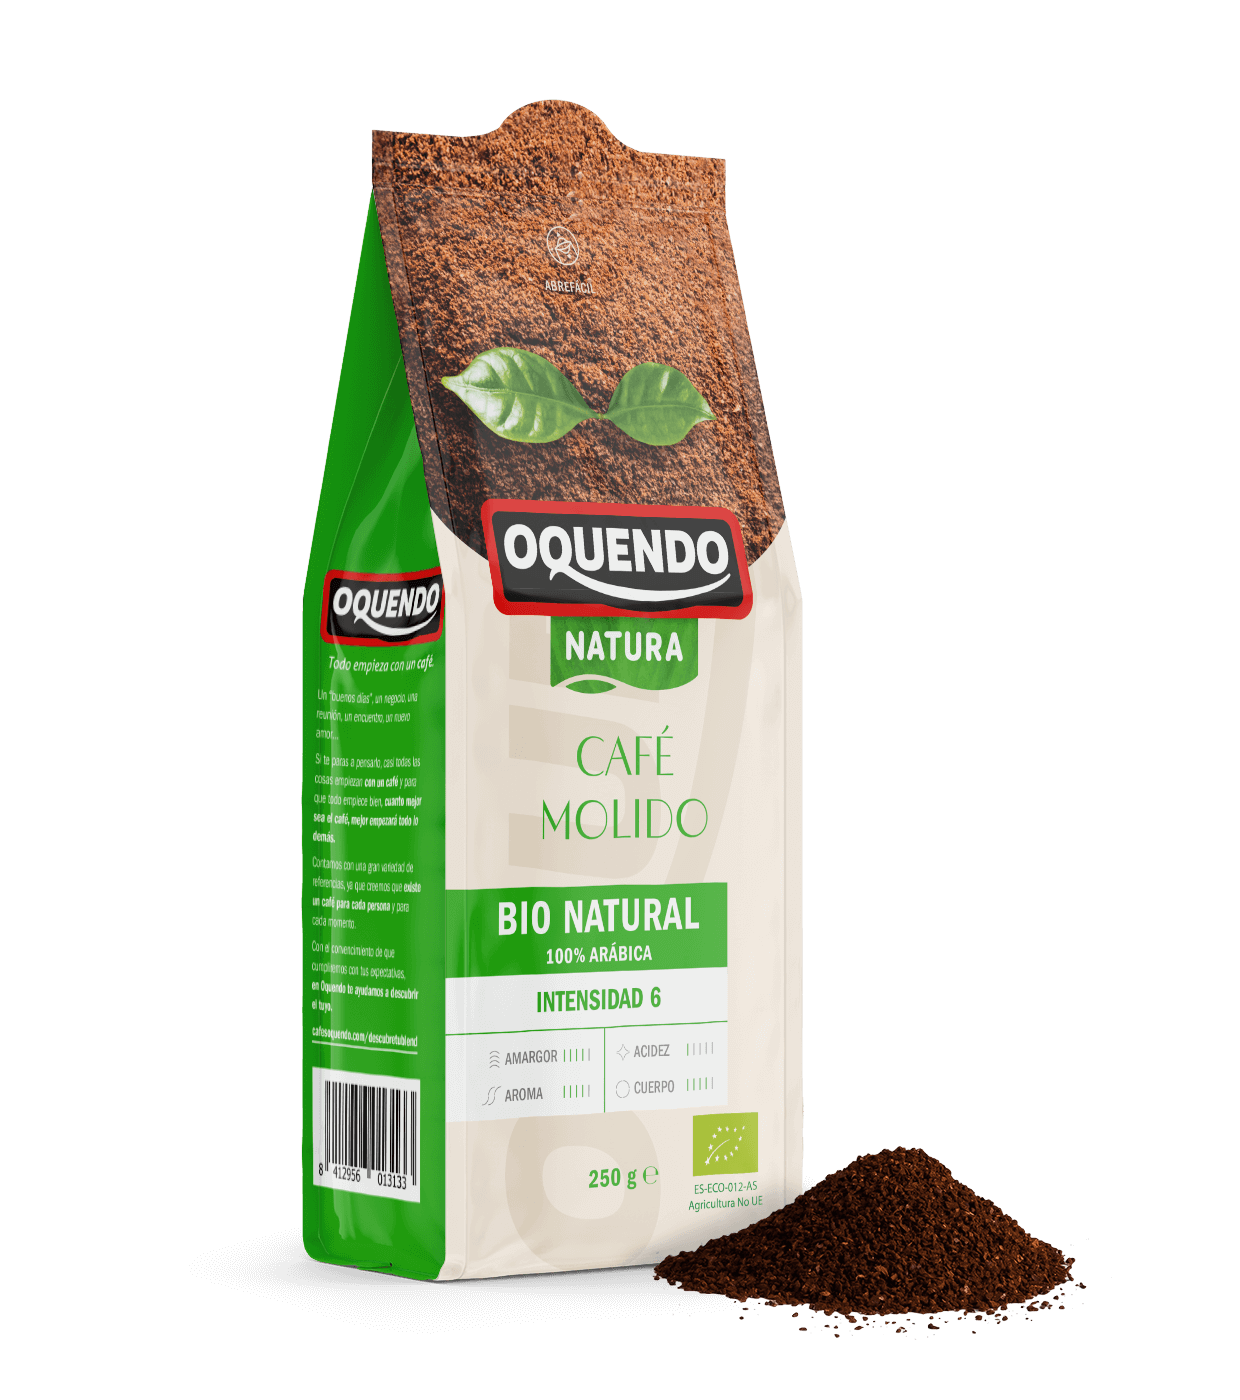 ABREFÁCIL
OQUENDO
NATURA
CAFÉ
MOLIDO
BIO NATURAL
100% ARÁBICA
INTENSIDAD 6
AMARGOR
ACIDEZ
AROMA
CUERPO
250 g ℮
ES-ECO-012-AS
Agricultura No UE
OQUENDO
Todo empieza con un café.
Un "buenos días", un negocio, una
reunión, un encuentro, un nuevo
amor...
Si te paras a pensarlo, casi todas las
cosas empiezan con un café y para
que todo empiece bien, cuanto mejor
sea el café, mejor empezará todo lo
demás.
Contamos con una gran variedad de
referencias, ya que creemos que existe
un café para cada persona y para
cada momento.
Con el convencimiento de que
cumpliremos con tus expectativas,
en Oquendo te ayudamos a descubrir
el tuyo.
cafesoquendo.com/descubretublend
8 412956 013133